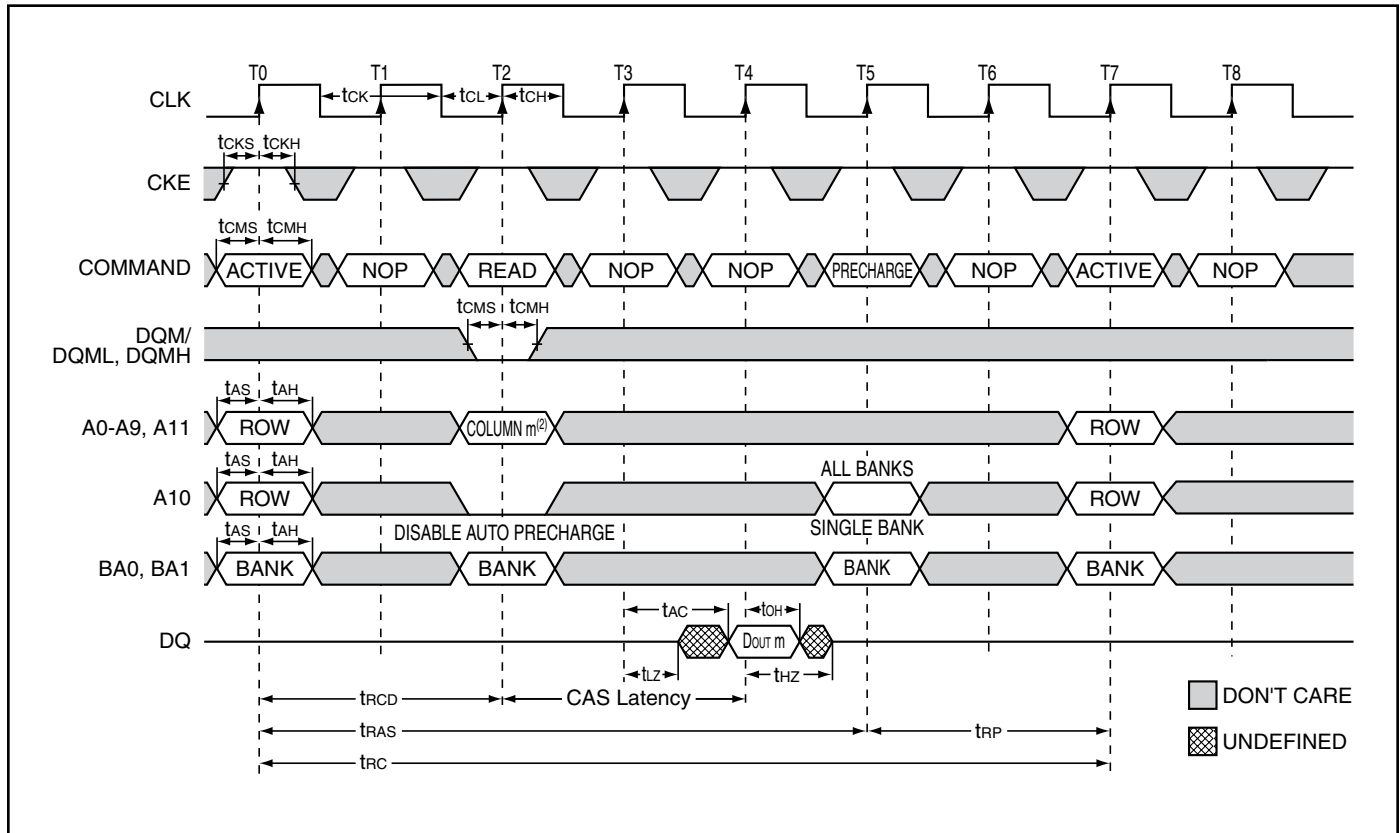 T0 T1 T2 T3 T4 T5 T6 T7 T8
CLK
tCK tCL tCH
tCKS tCKH
CKE
tCMS tCMH
COMMAND ACTIVE NOP READ NOP NOP PRECHARGE NOP ACTIVE NOP
tCMS tCMH
DQM/
DQML, DQMH
tAS tAH
A0-A9, A11 ROW COLUMN m(2) ROW
tAS tAH ALL BANKS
A10 ROW ROW
DISABLE AUTO PRECHARGE SINGLE BANK
tAS tAH
BA0, BA1 BANK BANK BANK BANK
tAC tOH
DQ DOUT m
tLZ tHZ
tRCD CAS Latency
DON'T CARE
tRAS tRP
UNDEFINED
tRC